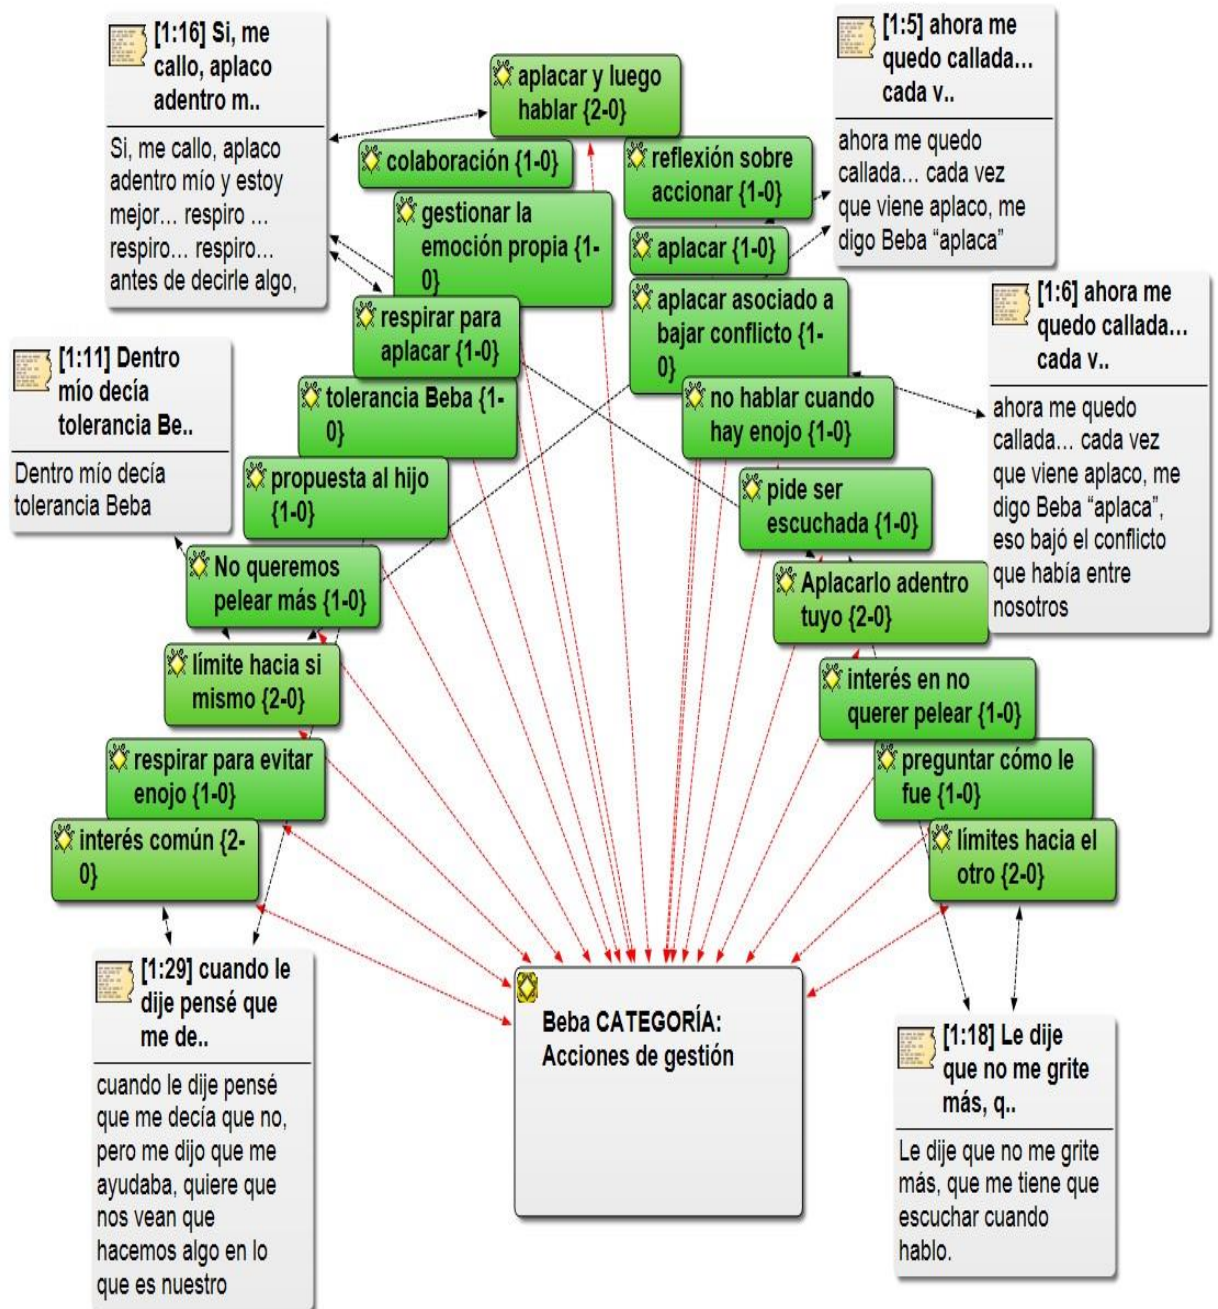 [1:16] Si, me
callo, aplaco
adentro m..
Si, me callo, aplaco
adentro mío y estoy
mejor... respiro ...
respiro... respiro...
antes de decirle algo,
aplacar y luego
hablar {2-0}
[1:5] ahora me
quedo callada...
cada v..
ahora me quedo
callada... cada vez
que viene aplaco, me
digo Beba “aplaca”
colaboración {1-0}
reflexión sobre
accionar {1-0}
gestionar la
emoción propia {1-
0}
aplacar {1-0}
aplacar asociado a
bajar conflicto {1-
0}
[1:6] ahora me
quedo callada...
cada v..
ahora me quedo
callada... cada vez
que viene aplaco, me
digo Beba “aplaca”,
eso bajó el conflicto
que había entre
nosotros
respirar para
aplacar {1-0}
[1:11] Dentro
mío decía
tolerancia Be..
Dentro mío decía
tolerancia Beba
tolerancia Beba {1-
0}
no hablar cuando
hay enojo {1-0}
propuesta al hijo
{1-0}
pide ser
escuchada {1-0}
No queremos
pelear más {1-0}
Aplacarlo adentro
tuyo {2-0}
límite hacia si
mismo {2-0}
interés en no
querer pelear {1-0}
respirar para evitar
enojo {1-0}
preguntar cómo le
fue {1-0}
interés común {2-
0}
límites hacia el
otro {2-0}
[1:29] cuando le
dije pensé que
me de..
cuando le dije pensé
que me decía que no,
pero me dijo que me
ayudaba, quiere que
nos vean que
hacemos algo en lo
que es nuestro
Beba CATEGORÍA:
Acciones de gestión
[1:18] Le dije
que no me grite
más, q..
Le dije que no me grite
más, que me tiene que
escuchar cuando
hablo.